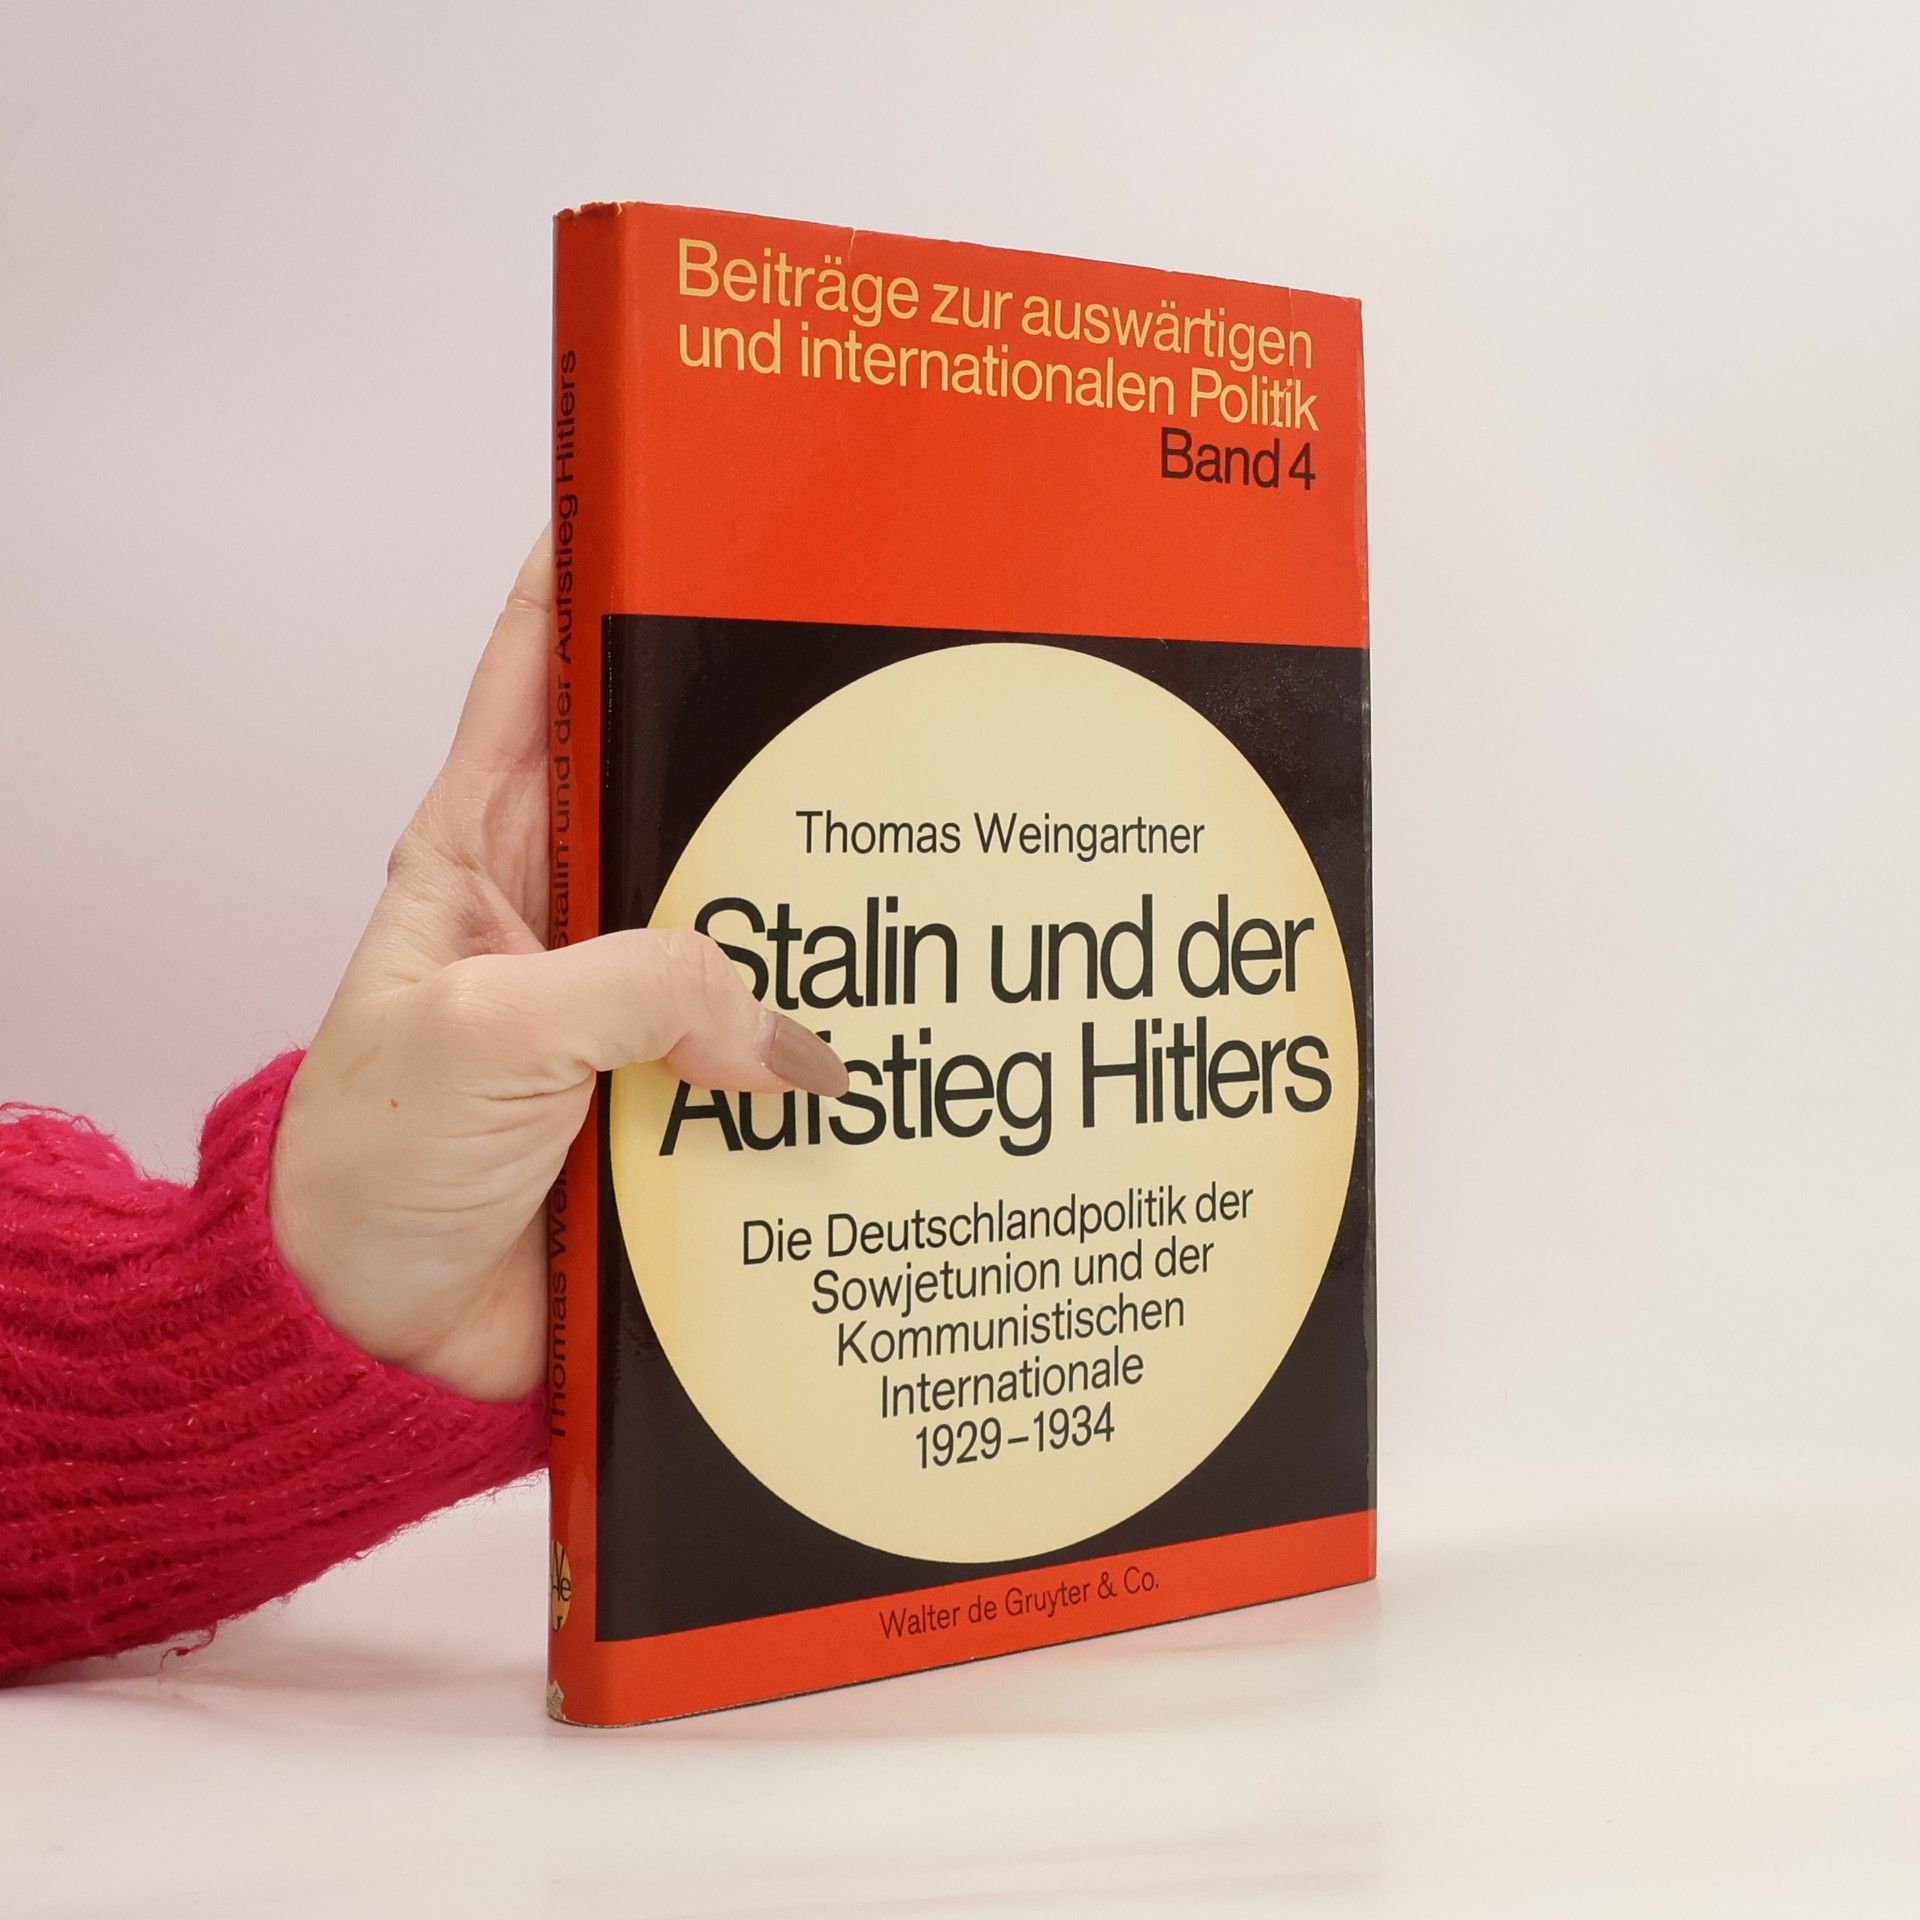 Beiträge zur auswärtigen
und internationalen Politik
Band 4
Thomas Weingartner
Stalin und der
Aufstieg Hitlers
Die Deutschlandpolitik der
Sowjetunion und der
Kommunistischen
Internationale
1929–1934
Walter de Gruyter & Co.
Thomas Wei Stalin und der Aufstieg Hitlers